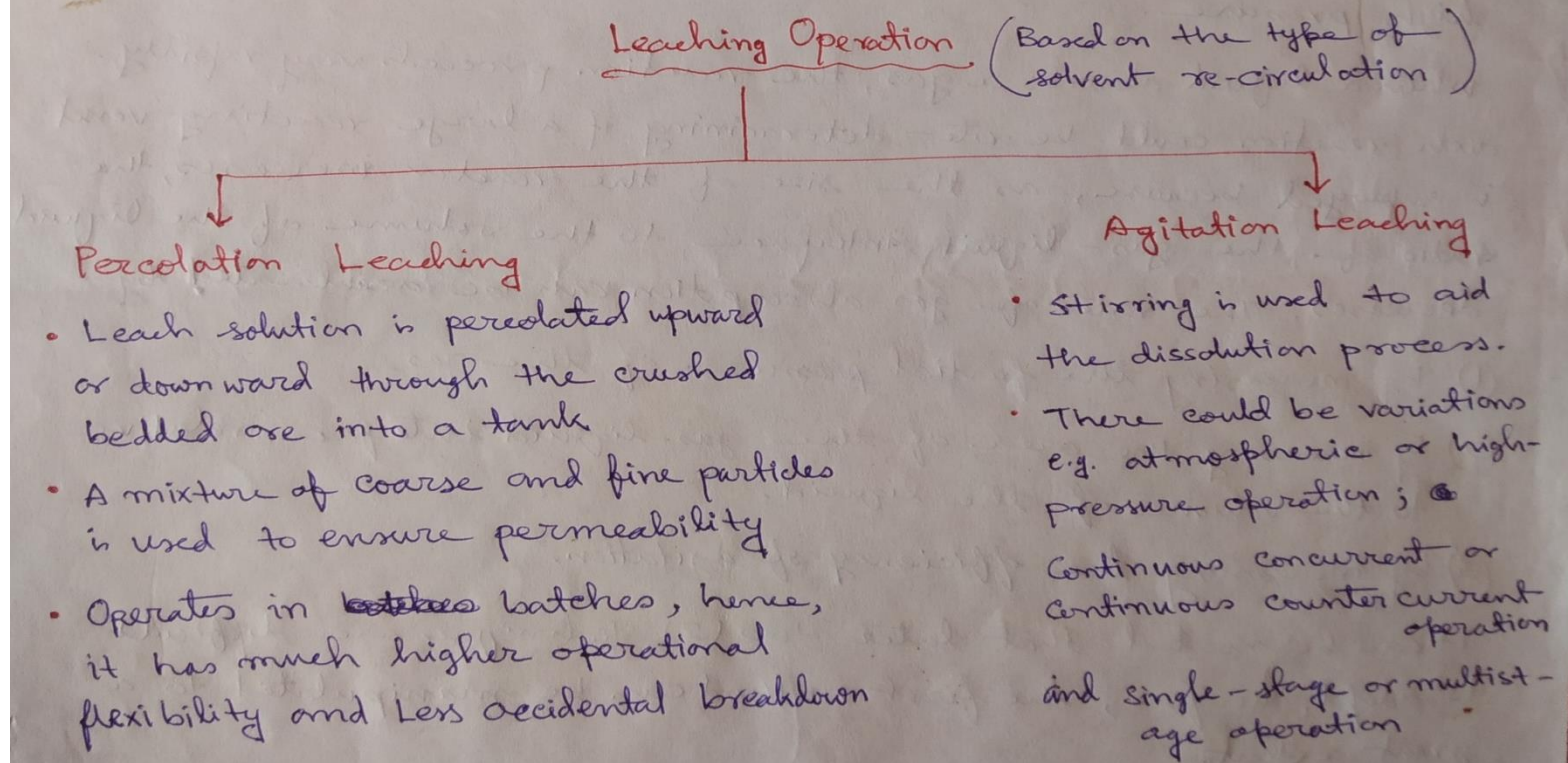 Leaching Operation (Based on the type of
solvent re-circulation)
Percolation Leaching
• Leach solution is percolated upward
or downward through the crushed
bedded ore into a tank
• A mixture of coarse and fine particles
is used to ensure permeability
• Operates in batches, hence,
it has much higher operational
flexibility and Less accidental breakdown
Agitation Leaching
• Stirring is used to aid
the dissolution process.
• There could be variations
e.g. atmospheric or high-
pressure operation;
Continuous concurrent or
Continuous counter current
operation
and single-stage or multist-
age operation